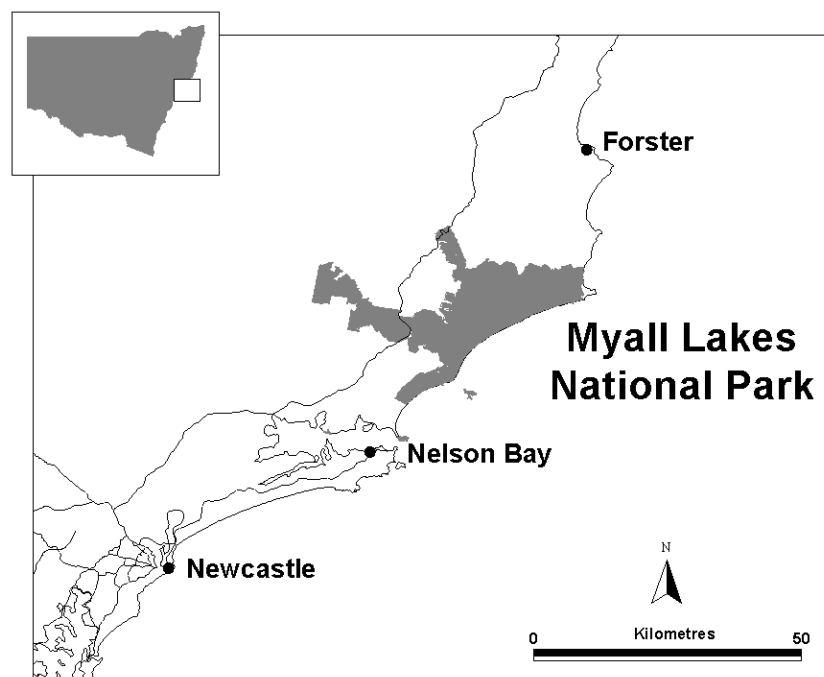 Forster
Myall Lakes
National Park
Nelson Bay
Newcastle
N
Kilometres
0
50